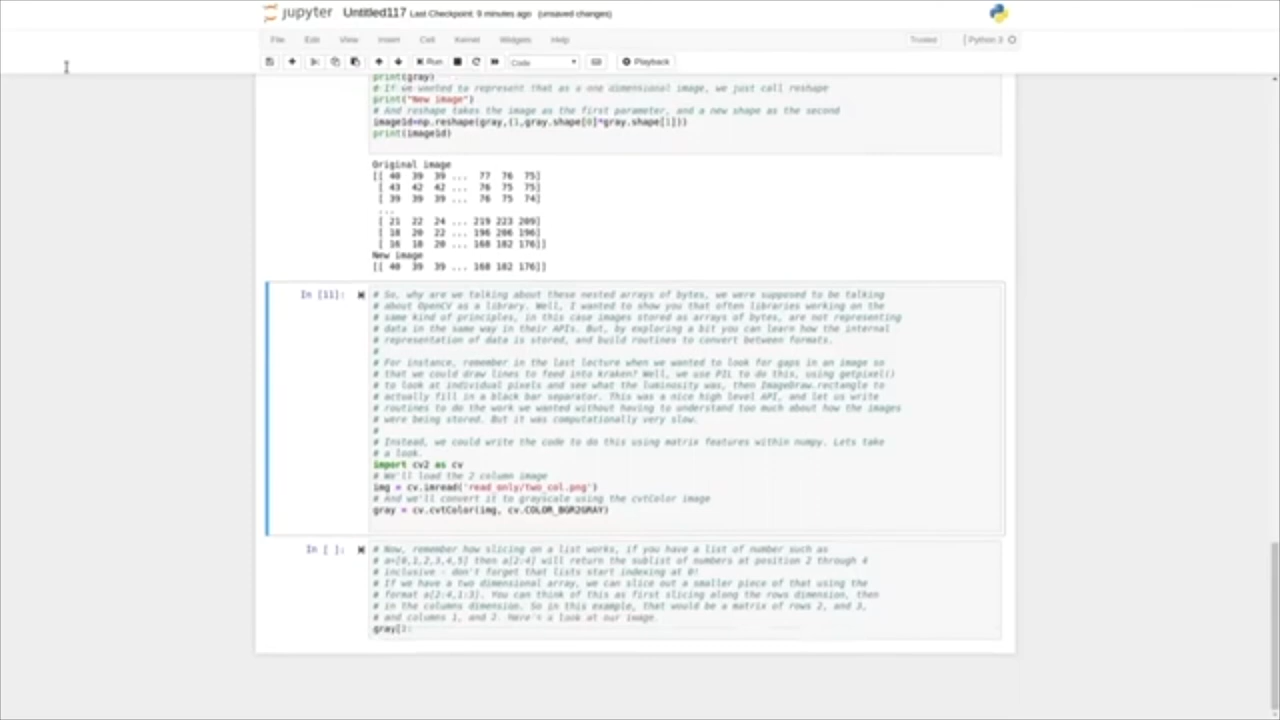 jupyter Untitled117 Last Checkpoint: 9 minutes ago (unsaved changes)
File Edit View Insert Cell Kernel Widgets Help Trusted Python 3
Run Code Playback
print(gray)
# If we wanted to represent that as a one dimensional image, we just call reshape
print("New image")
# And reshape takes the image as the first parameter, and a new shape as the second
image1d=np.reshape(gray,(1,gray.shape[0]*gray.shape[1]))
print(image1d)
Original image
[[ 40 39 39 ... 77 76 75]
[ 43 42 42 ... 76 75 75]
[ 39 39 39 ... 76 75 74]
...
[ 21 22 24 ... 219 223 209]
[ 18 20 22 ... 196 206 196]
[ 16 18 20 ... 168 182 176]]
New image
[[ 40 39 39 ... 168 182 176]]
In [11]:
# So, why are we talking about these nested arrays of bytes, we were supposed to be talking
# about OpenCV as a library. Well, I wanted to show you that often libraries working on the
# same kind of principles, in this case images stored as arrays of bytes, are not representing
# data in the same way in their APIs. But, by exploring a bit you can learn how the internal
# representation of data is stored, and build routines to convert between formats.
#
# For instance, remember in the last lecture when we wanted to look for gaps in an image so
# that we could draw lines to feed into kraken? Well, we use PIL to do this, using getpixel()
# to look at individual pixels and see what the luminosity was, then ImageDraw.rectangle to
# actually fill in a black bar separator. This was a nice high level API, and let us write
# routines to do the work we wanted without having to understand too much about how the images
# were being stored. But it was computationally very slow.
#
# Instead, we could write the code to do this using matrix features within numpy. Lets take
# a look.
import cv2 as cv
# We'll load the 2 column image
img = cv.imread('read_only/two_col.png')
# And we'll convert it to grayscale using the cvtColor image
gray = cv.cvtColor(img, cv.COLOR_BGR2GRAY)
In [ ]:
# Now, remember how slicing on a list works, if you have a list of number such as
# a=[0,1,2,3,4,5] then a[2:4] will return the sublist of numbers at position 2 through 4
# inclusive - don't forget that lists start indexing at 0!
# If we have a two dimensional array, we can slice out a smaller piece of that using the
# format a[2:4,1:3]. You can think of this as first slicing along the rows dimension, then
# in the columns dimension. So in this example, that would be a matrix of rows 2, and 3,
# and columns 1, and 2. Here's a look at our image.
gray[2: